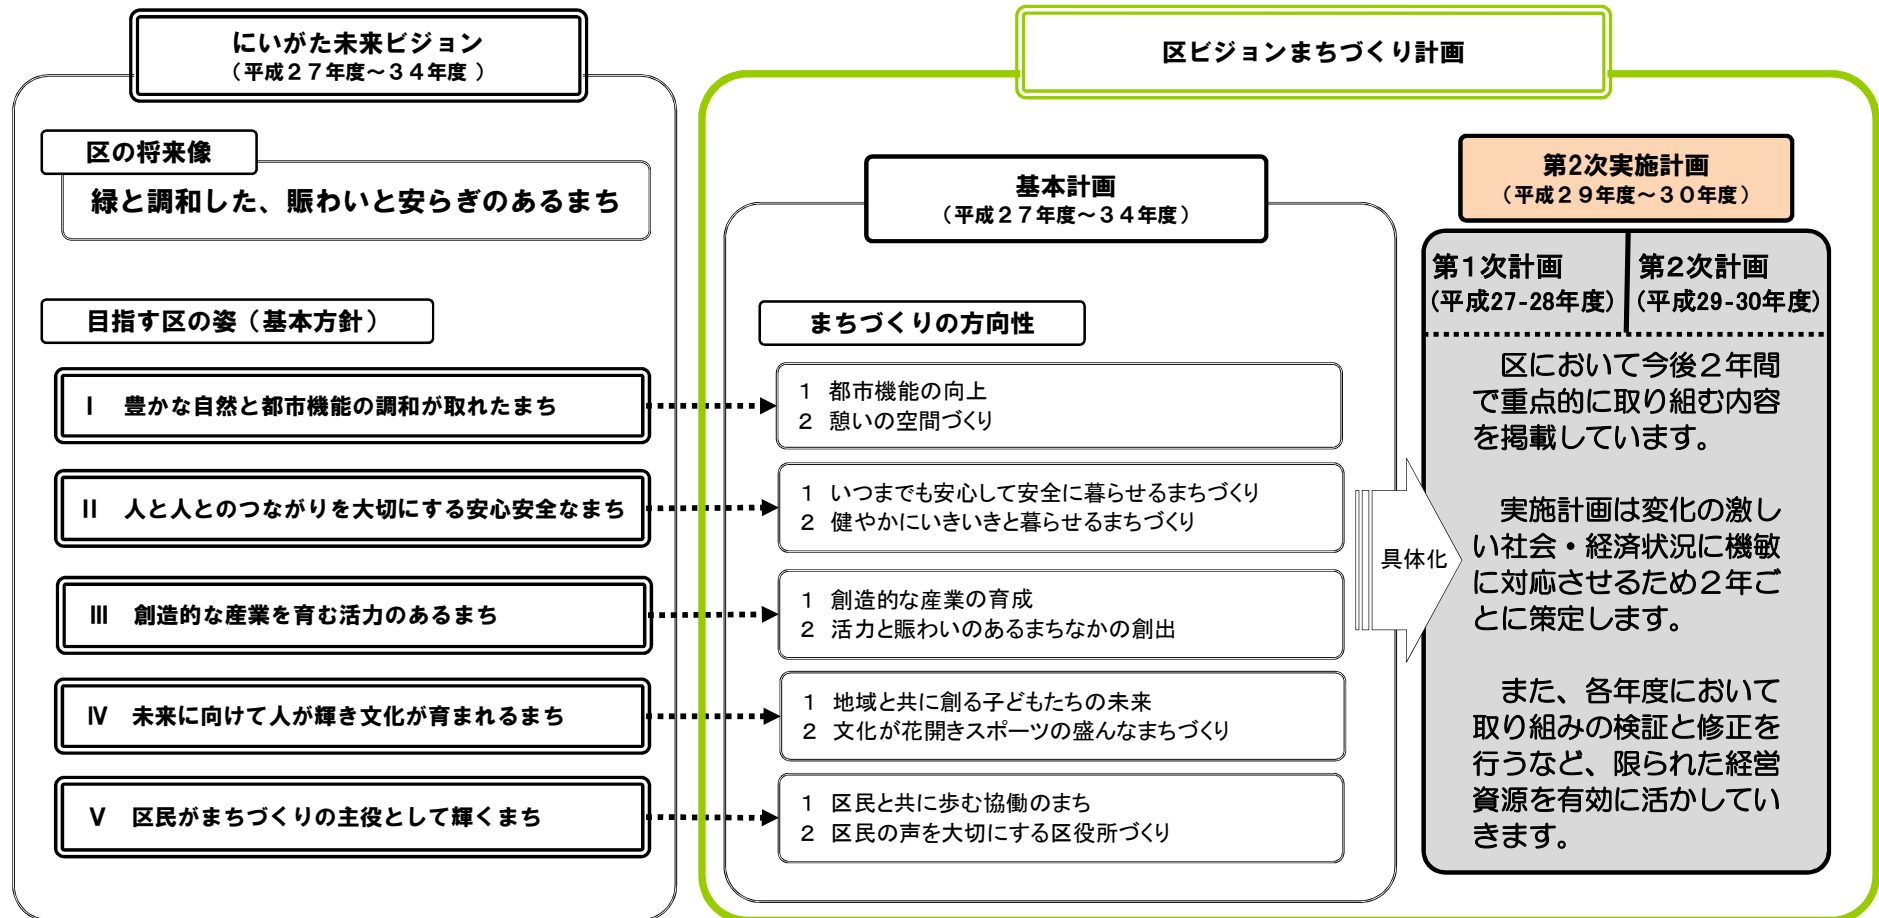 にいがた未来ビジョン
（平成２７年度～３４年度 ）
区の将来像
緑と調和した、賑わいと安らぎのあるまち
目指す区の姿（基本方針）
Ⅰ 豊かな自然と都市機能の調和が取れたまち
Ⅱ 人と人とのつながりを大切にする安心安全なまち
Ⅲ 創造的な産業を育む活力のあるまち
Ⅳ 未来に向けて人が輝き文化が育まれるまち
Ⅴ 区民がまちづくりの主役として輝くまち
区ビジョンまちづくり計画
基本計画
（平成２７年度～３４年度）
まちづくりの方向性
１ 都市機能の向上
２ 憩いの空間づくり
１ いつまでも安心して安全に暮らせるまちづくり
２ 健やかにいきいきと暮らせるまちづくり
１ 創造的な産業の育成
２ 活力と賑わいのあるまちなかの創出
１ 地域と共に創る子どもたちの未来
２ 文化が花開きスポーツの盛んなまちづくり
１ 区民と共に歩む協働のまち
２ 区民の声を大切にする区役所づくり
具体化
第2次実施計画
（平成２９年度～３０年度）
第１次計画
(平成27-28年度)
第２次計画
(平成29-30年度)
区において今後２年間
で重点的に取り組む内容
を掲載しています。
実施計画は変化の激し
い社会・経済状況に機敏
に対応させるため２年ご
とに策定します。
また、各年度において
取り組みの検証と修正を
行うなど、限られた経営
資源を有効に活かしてい
きます。